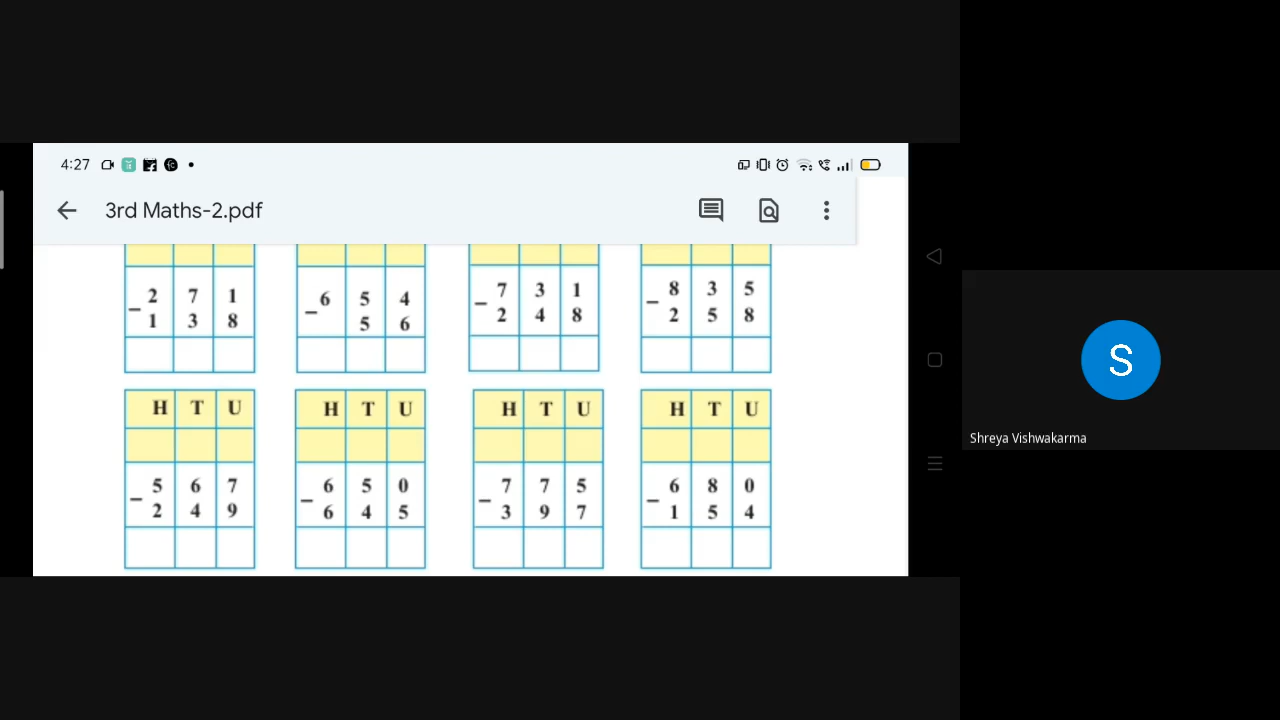 4:27
3rd Maths-2.pdf
2 7 1 6 5 4 7 3 1 8 3 5
- - - -
1 3 8 5 6 2 4 8 2 5 8
H T U H T U H T U H T U
5 6 7 6 5 0 7 7 5 6 8 0
- - - -
2 4 9 6 4 5 3 9 7 1 5 4
S
Shreya Vishwakarma